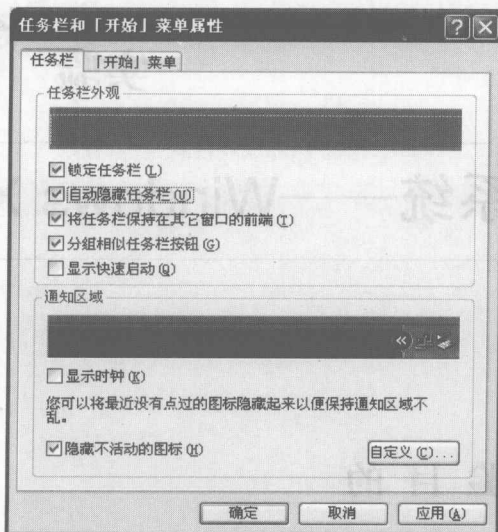 任务栏和「开始」菜单属性
任务栏 「开始」菜单
任务栏外观
锁定任务栏(L)
自动隐藏任务栏(U)
将任务栏保持在其它窗口的前端(T)
分组相似任务栏按钮(G)
显示快速启动(Q)
通知区域
显示时钟(K)
您可以将最近没有点过的图标隐藏起来以便保持通知区域不
乱。
隐藏不活动的图标(H) 自定义(C)...
确定 取消 应用(A)